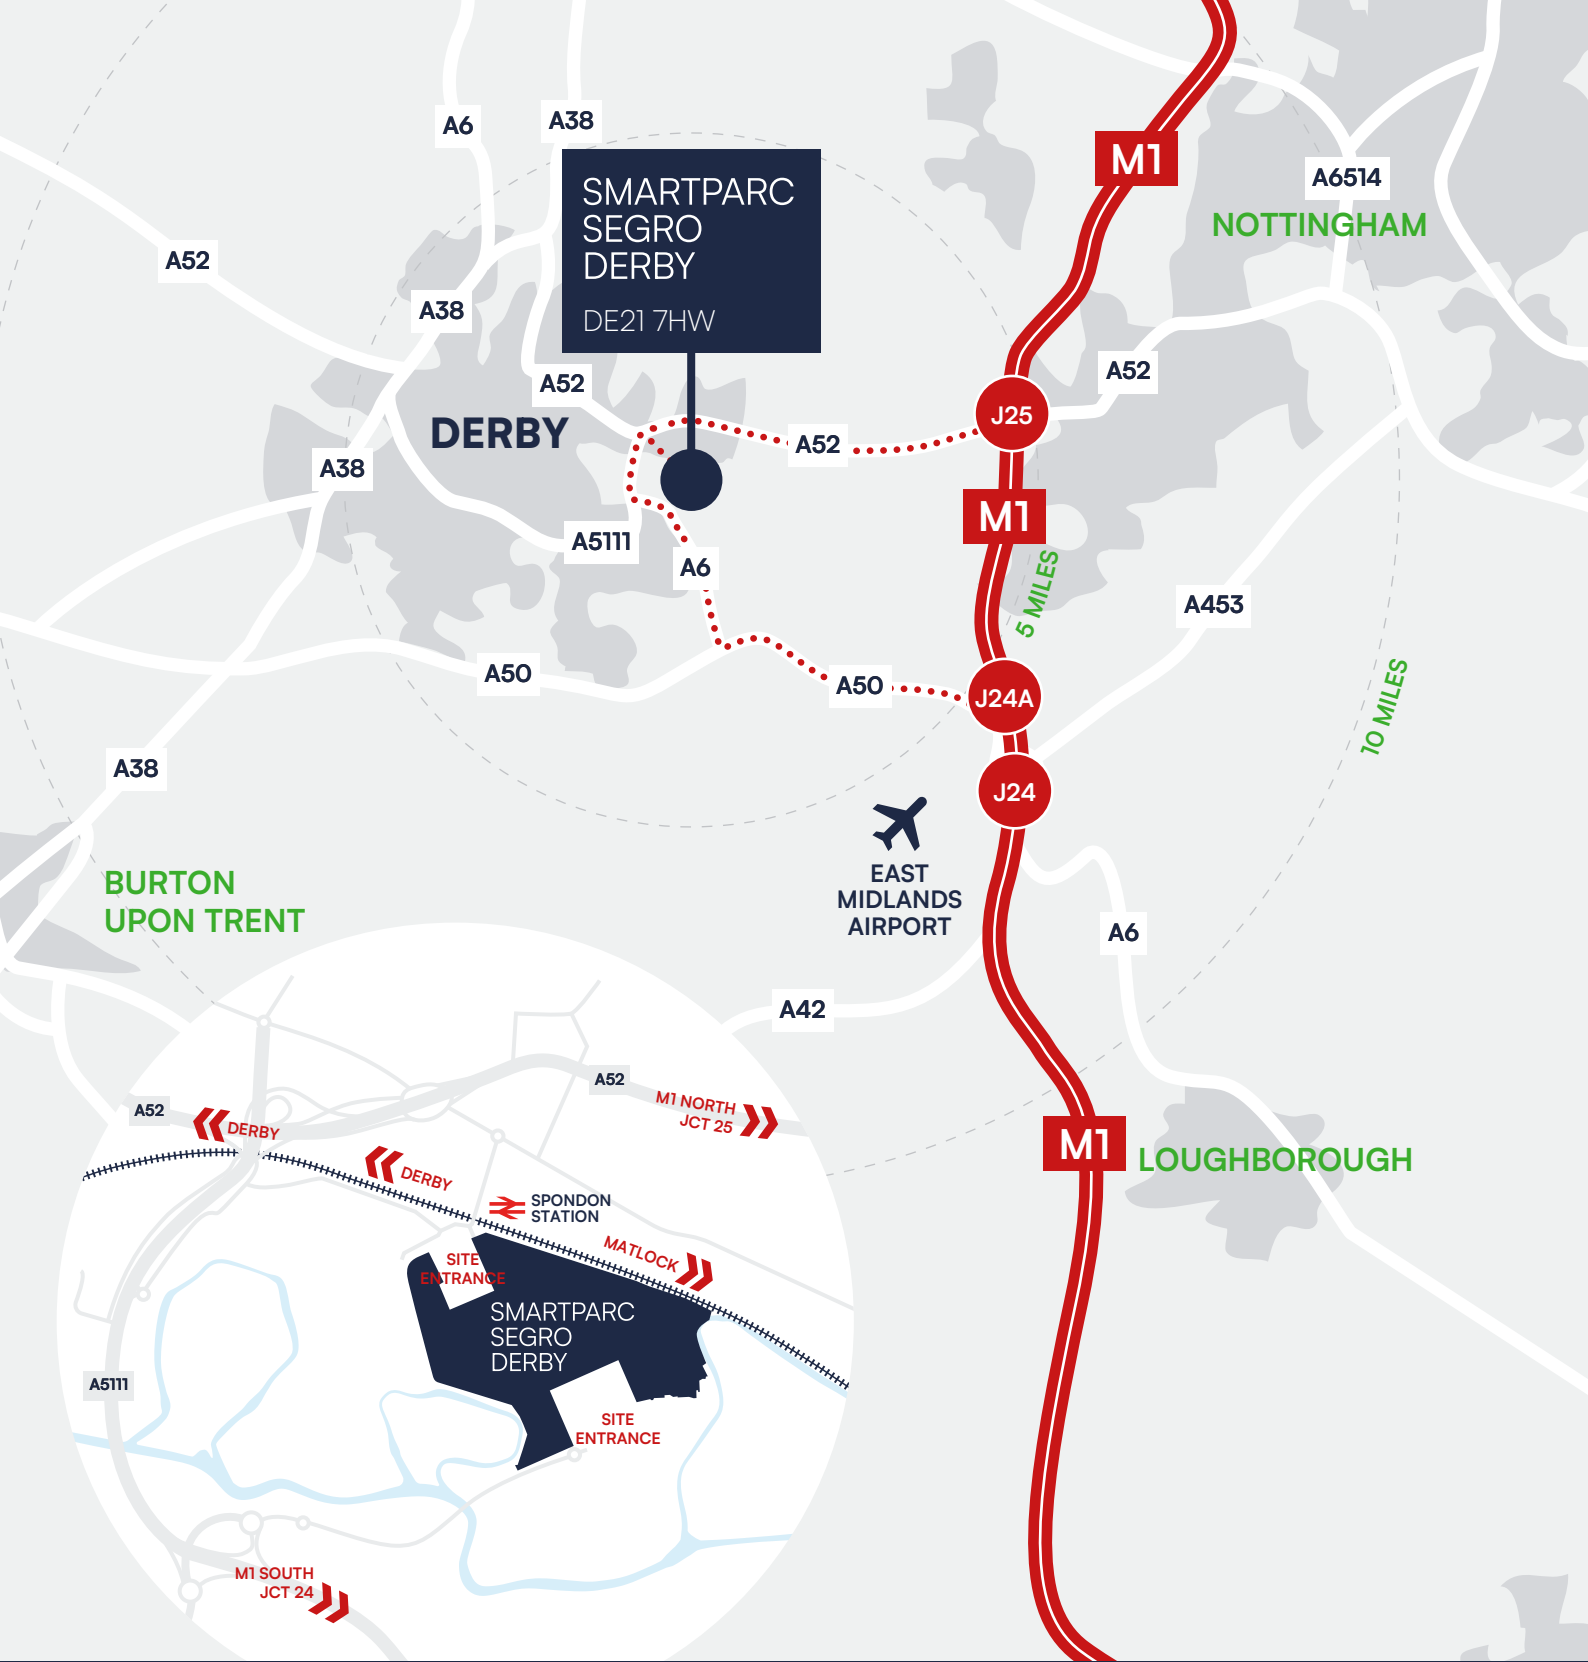 M1
A6
A38
A6514
SMARTPARC
SEGRO
DERBY
DE21 7HW
NOTTINGHAM
A52
A38
A52
A52
J25
DERBY
A52
A38
M1
A5111
A6
5 MILES
A453
A50
A50
J24A
10 MILES
A38
J24
BURTON
UPON TRENT
EAST
MIDLANDS
AIRPORT
A6
A42
A52
M1 NORTH
JCT 25
A52
DERBY
M1
LOUGHBOROUGH
DERBY
SPONDON
STATION
MATLOCK
SITE
ENTRANCE
SMARTPARC
SEGRO
DERBY
A5111
SITE
ENTRANCE
M1 SOUTH
JCT 24